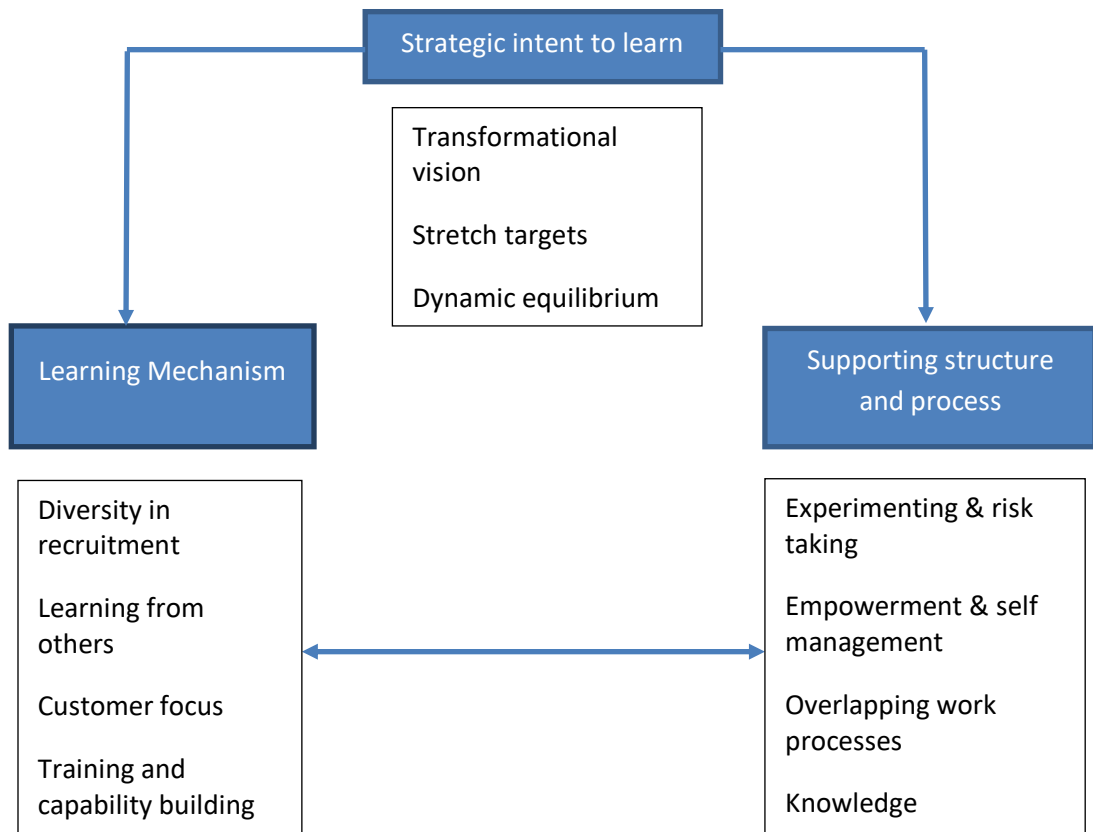 Strategic intent to learn
Transformational
vision
Stretch targets
Dynamic equilibrium
Learning Mechanism
Supporting structure
and process
Diversity in
recruitment
Learning from
others
Customer focus
Training and
capability building
Experimenting & risk
taking
Empowerment & self
management
Overlapping work
processes
Knowledge